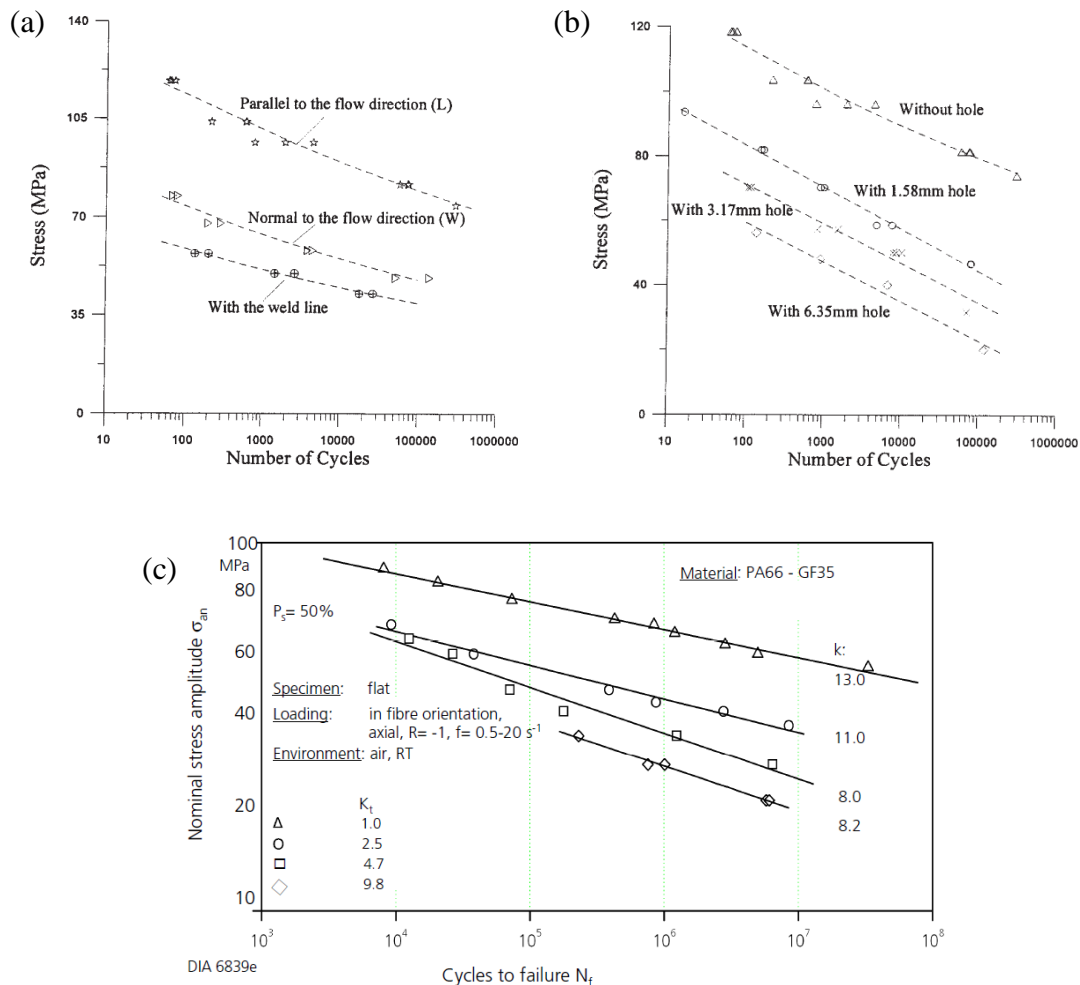 (a)
140
105
70
35
0
Stress (MPa)
Parallel to the flow direction (L)
Normal to the flow direction (W)
With the weld line
10
100
1000
10000
100000
1000000
Number of Cycles
(b)
120
80
40
0
Stress (MPa)
Without hole
With 1.58mm hole
With 3.17mm hole
With 6.35mm hole
10
100
1000
10000
100000
1000000
Number of Cycles
(c)
100
MPa
80
60
40
20
10
Nominal stress amplitude σan
Material: PA66 - GF35
Ps= 50%
Specimen: flat
Loading: in fibre orientation,
axial, R= -1, f= 0.5-20 s⁻¹
Environment: air, RT
k:
13.0
11.0
8.0
8.2
Kt
1.0
2.5
4.7
9.8
10³
10⁴
10⁵
10⁶
10⁷
10⁸
DIA 6839e
Cycles to failure Nf